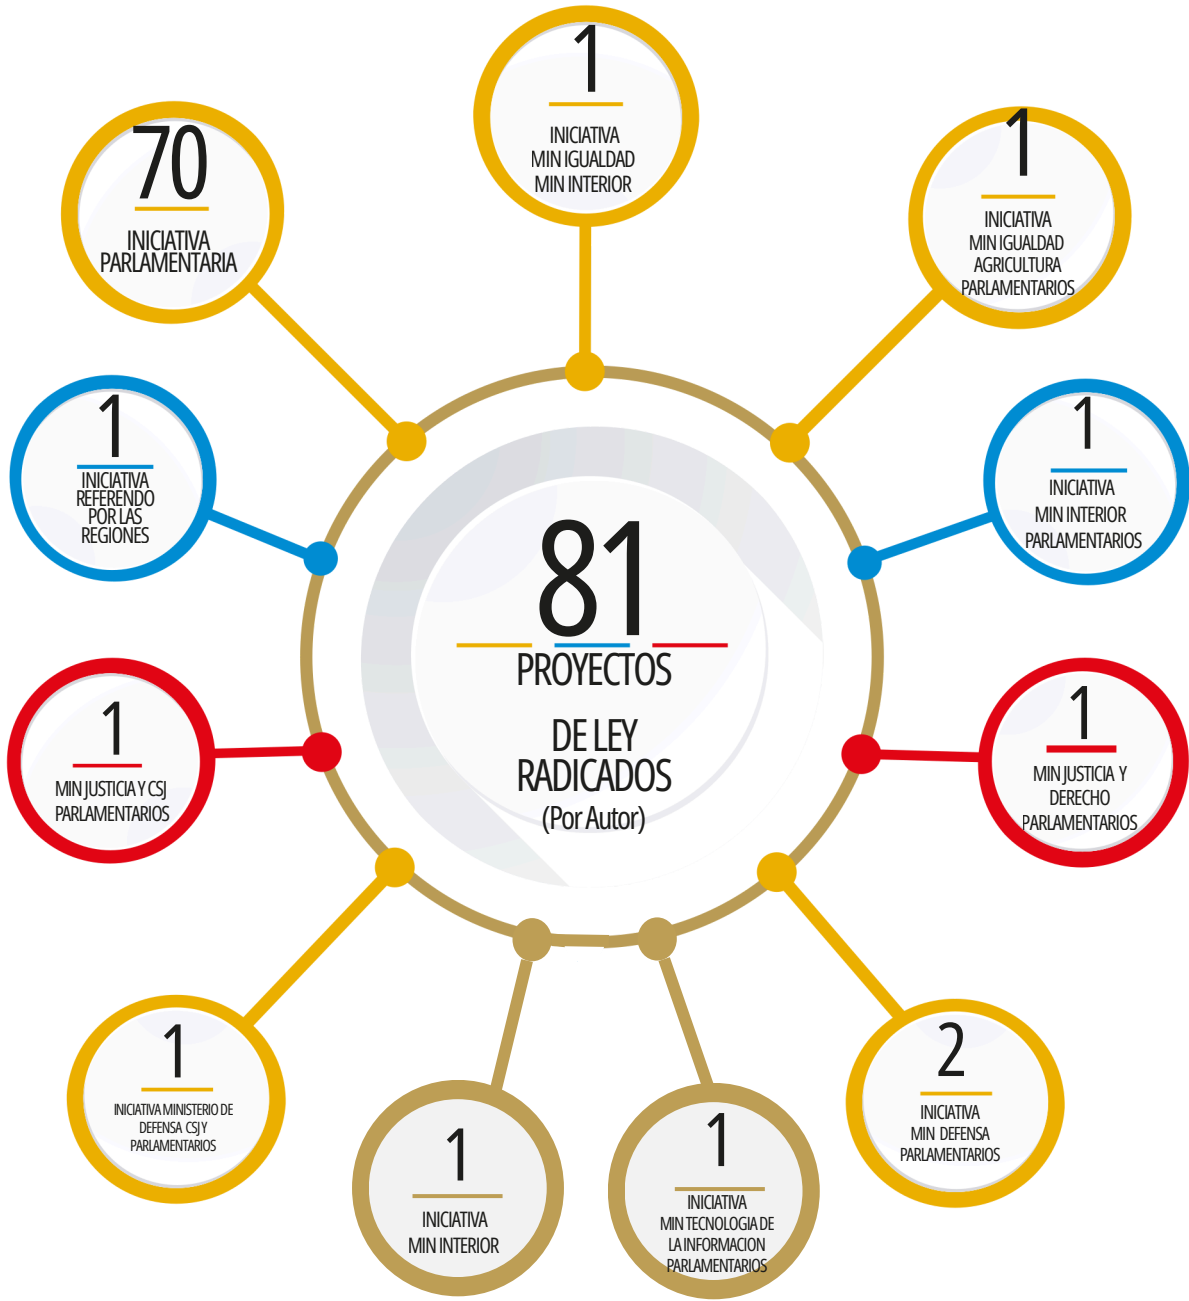 1
INICIATIVA
MIN IGUALDAD
MIN INTERIOR
70
INICIATIVA
PARLAMENTARIA
1
INICIATIVA
MIN IGUALDAD
AGRICULTURA
PARLAMENTARIOS
1
INICIATIVA
REFERENDO
POR LAS
REGIONES
1
INICIATIVA
MIN INTERIOR
PARLAMENTARIOS
81
PROYECTOS
DE LEY
RADICADOS
(Por Autor)
1
MIN JUSTICIA Y CSJ
PARLAMENTARIOS
1
MIN JUSTICIA Y
DERECHO
PARLAMENTARIOS
1
INICIATIVA MINISTERIO DE
DEFENSA CSJ Y
PARLAMENTARIOS
2
INICIATIVA
MIN DEFENSA
PARLAMENTARIOS
1
INICIATIVA
MIN INTERIOR
1
INICIATIVA
MIN TECNOLOGIA DE
LA INFORMACION
PARLAMENTARIOS